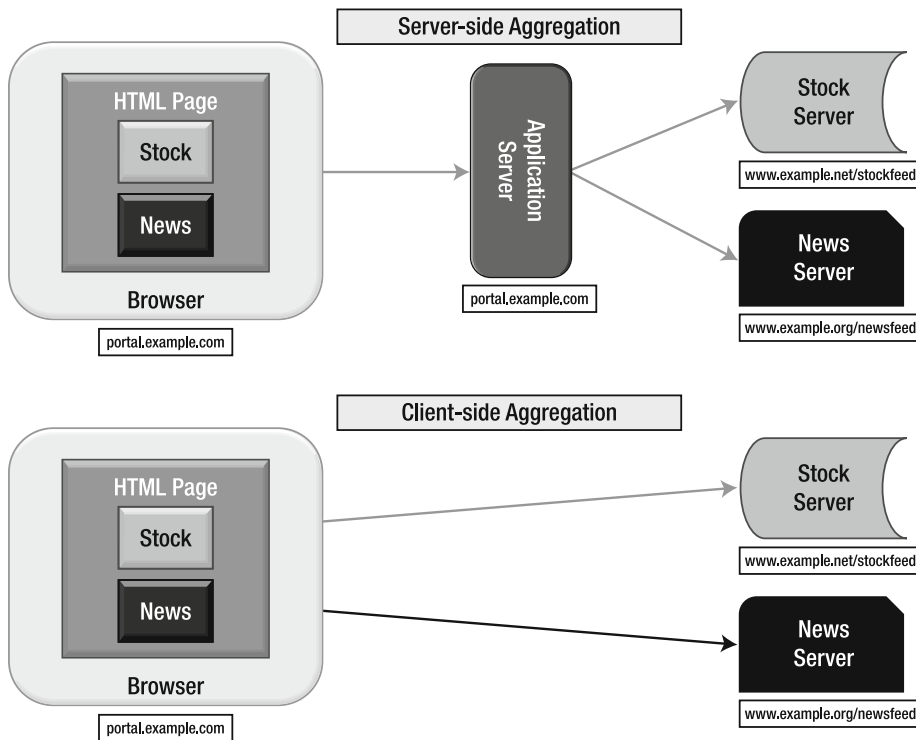 Server-side Aggregation
HTML Page
Stock
News
Browser
portal.example.com
Application
Server
portal.example.com
Stock
Server
www.example.net/stockfeed
News
Server
www.example.org/newsfeed
Client-side Aggregation
HTML Page
Stock
News
Browser
portal.example.com
Stock
Server
www.example.net/stockfeed
News
Server
www.example.org/newsfeed